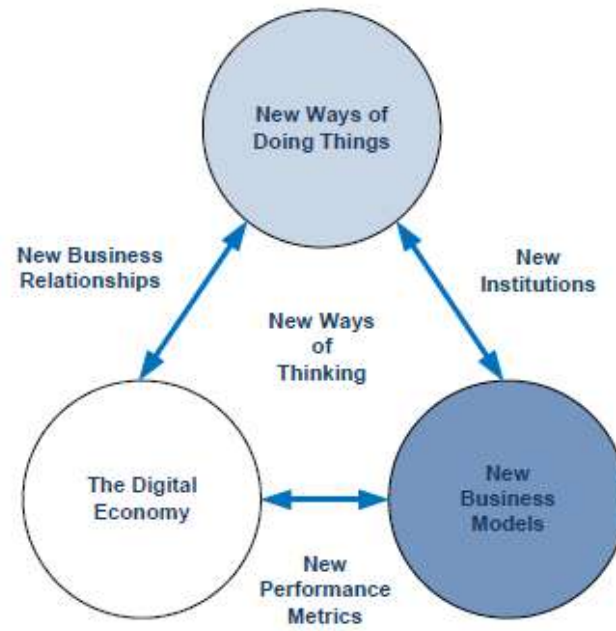 New Ways of
Doing Things
New Business
Relationships
New
Institutions
New Ways
of
Thinking
The Digital
Economy
New
Business
Models
New
Performance
Metrics